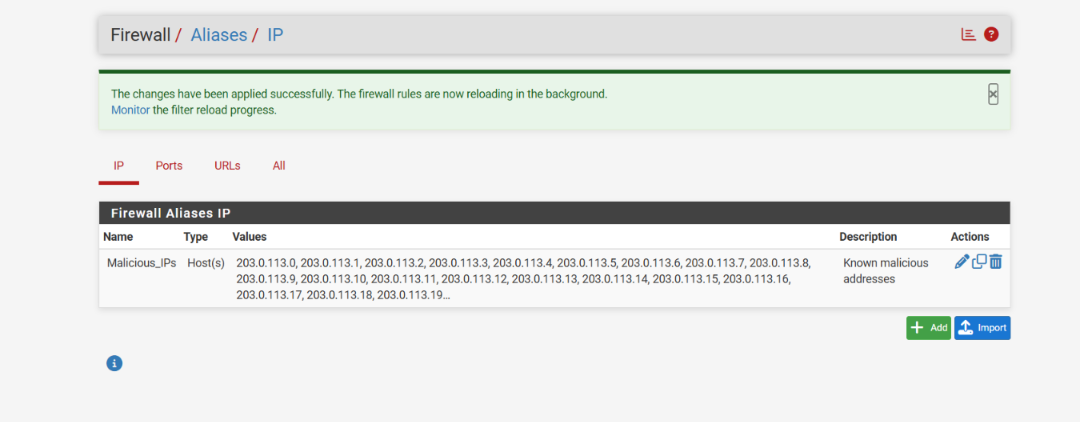 Firewall / Aliases / IP
The changes have been applied successfully. The firewall rules are now reloading in the background.
Monitor the filter reload progress.
IP Ports URLs All
Firewall Aliases IP
Name Type Values Description Actions
Malicious_IPs Host(s) 203.0.113.0, 203.0.113.1, 203.0.113.2, 203.0.113.3, 203.0.113.4, 203.0.113.5, 203.0.113.6, 203.0.113.7, 203.0.113.8, Known malicious
203.0.113.9, 203.0.113.10, 203.0.113.11, 203.0.113.12, 203.0.113.13, 203.0.113.14, 203.0.113.15, 203.0.113.16, addresses
203.0.113.17, 203.0.113.18, 203.0.113.19...
Add Import